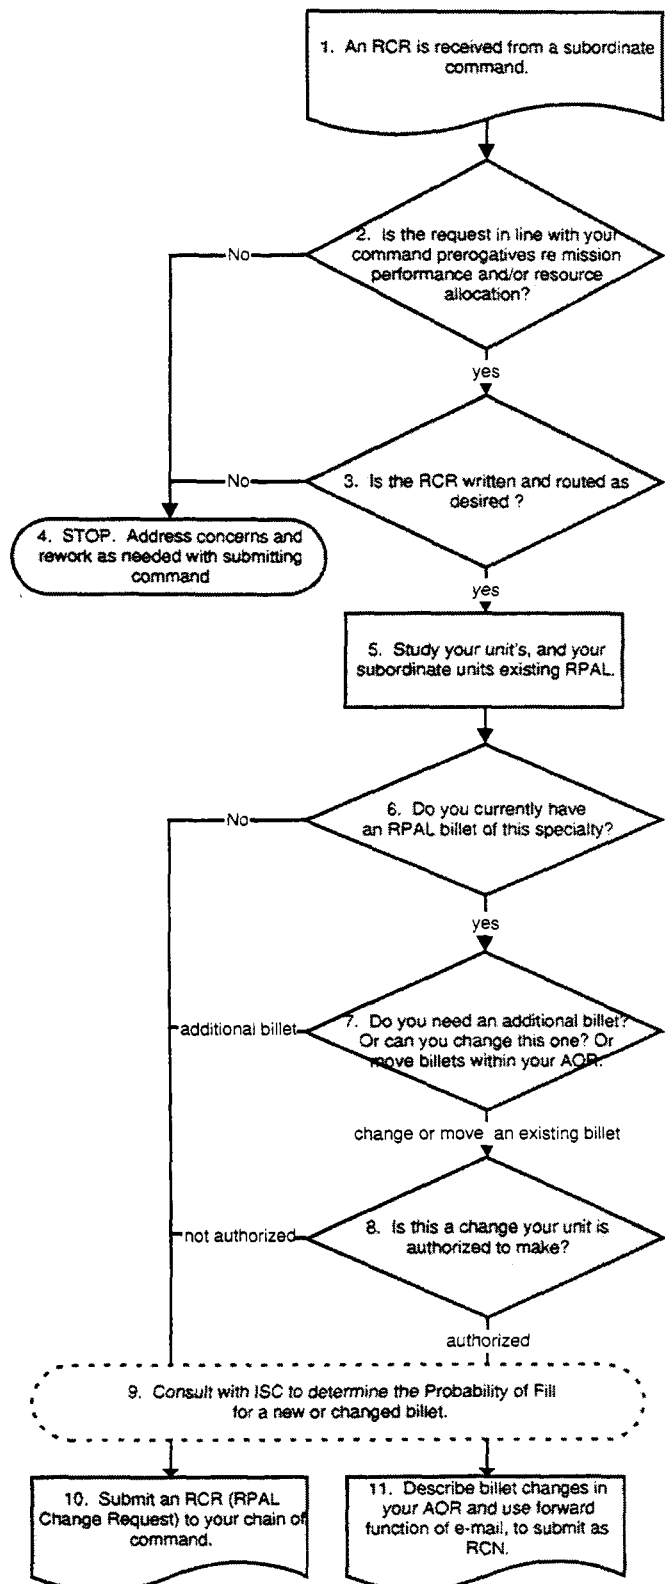 1. An RCR is received from a subordinate
command.
2. Is the request in line with your
command prerogatives re mission
performance and/or resource
allocation?
No
yes
3. Is the RCR written and routed as
desired ?
No
4. STOP. Address concerns and
rework as needed with submitting
command
yes
5. Study your unit's, and your
subordinate units existing RPAL.
6. Do you currently have
an RPAL billet of this specialty?
No
yes
7. Do you need an additional billet?
Or can you change this one? Or
move billets within your AOR.
additional billet
change or move an existing billet
8. Is this a change your unit is
authorized to make?
not authorized
authorized
9. Consult with ISC to determine the Probability of Fill
for a new or changed billet.
10. Submit an RCR (RPAL
Change Request) to your chain of
command.
11. Describe billet changes in
your AOR and use forward
function of e-mail, to submit as
RCN.